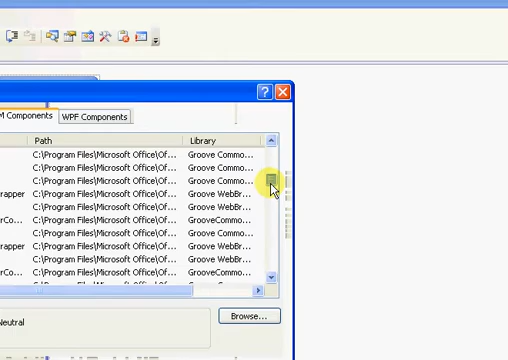 M Components WPF Components
Path Library
C:\Program Files\Microsoft Office\Of... Groove Commo...
C:\Program Files\Microsoft Office\Of... Groove Commo...
C:\Program Files\Microsoft Office\Of... Groove Commo...
rapper C:\Program Files\Microsoft Office\Of... Groove WebBr...
C:\Program Files\Microsoft Office\Of... Groove WebBr...
rCo... C:\Program Files\Microsoft Office\Of... GrooveCommo...
C:\Program Files\Microsoft Office\Of... Groove Commo...
rapper C:\Program Files\Microsoft Office\Of... Groove WebBr...
C:\Program Files\Microsoft Office\Of... Groove WebBr...
rCo... C:\Program Files\Microsoft Office\Of... GrooveCommo...
Browse...
Neutral